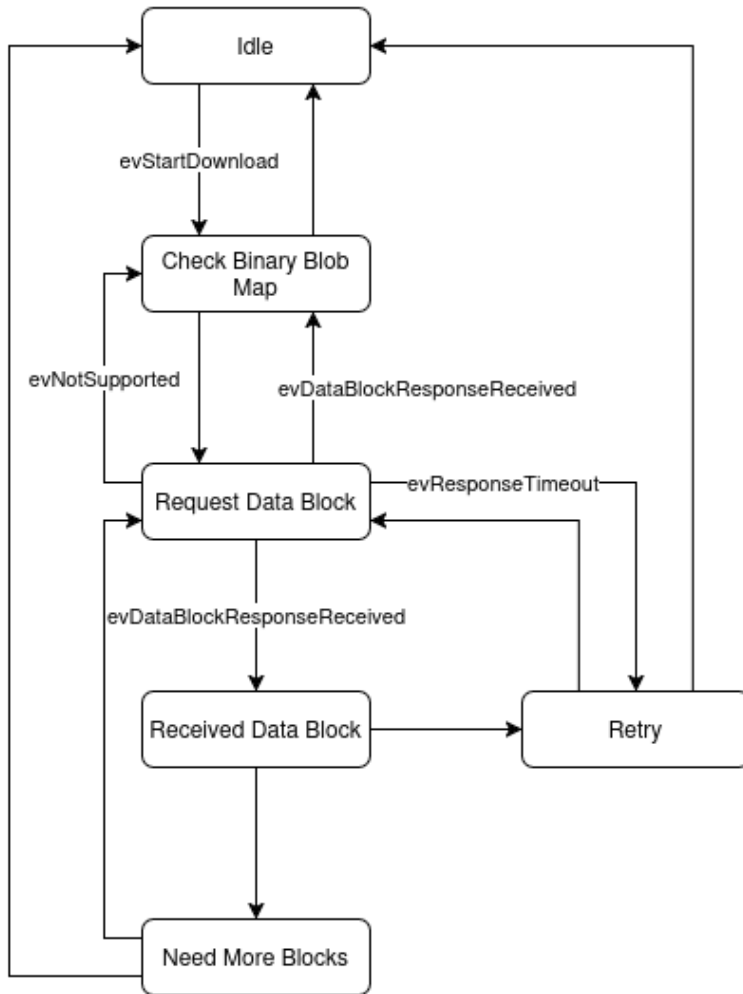 Idle
evStartDownload
Check Binary Blob
Map
evNotSupported
evDataBlockResponseReceived
Request Data Block
evResponseTimeout
evDataBlockResponseReceived
Received Data Block
Retry
Need More Blocks